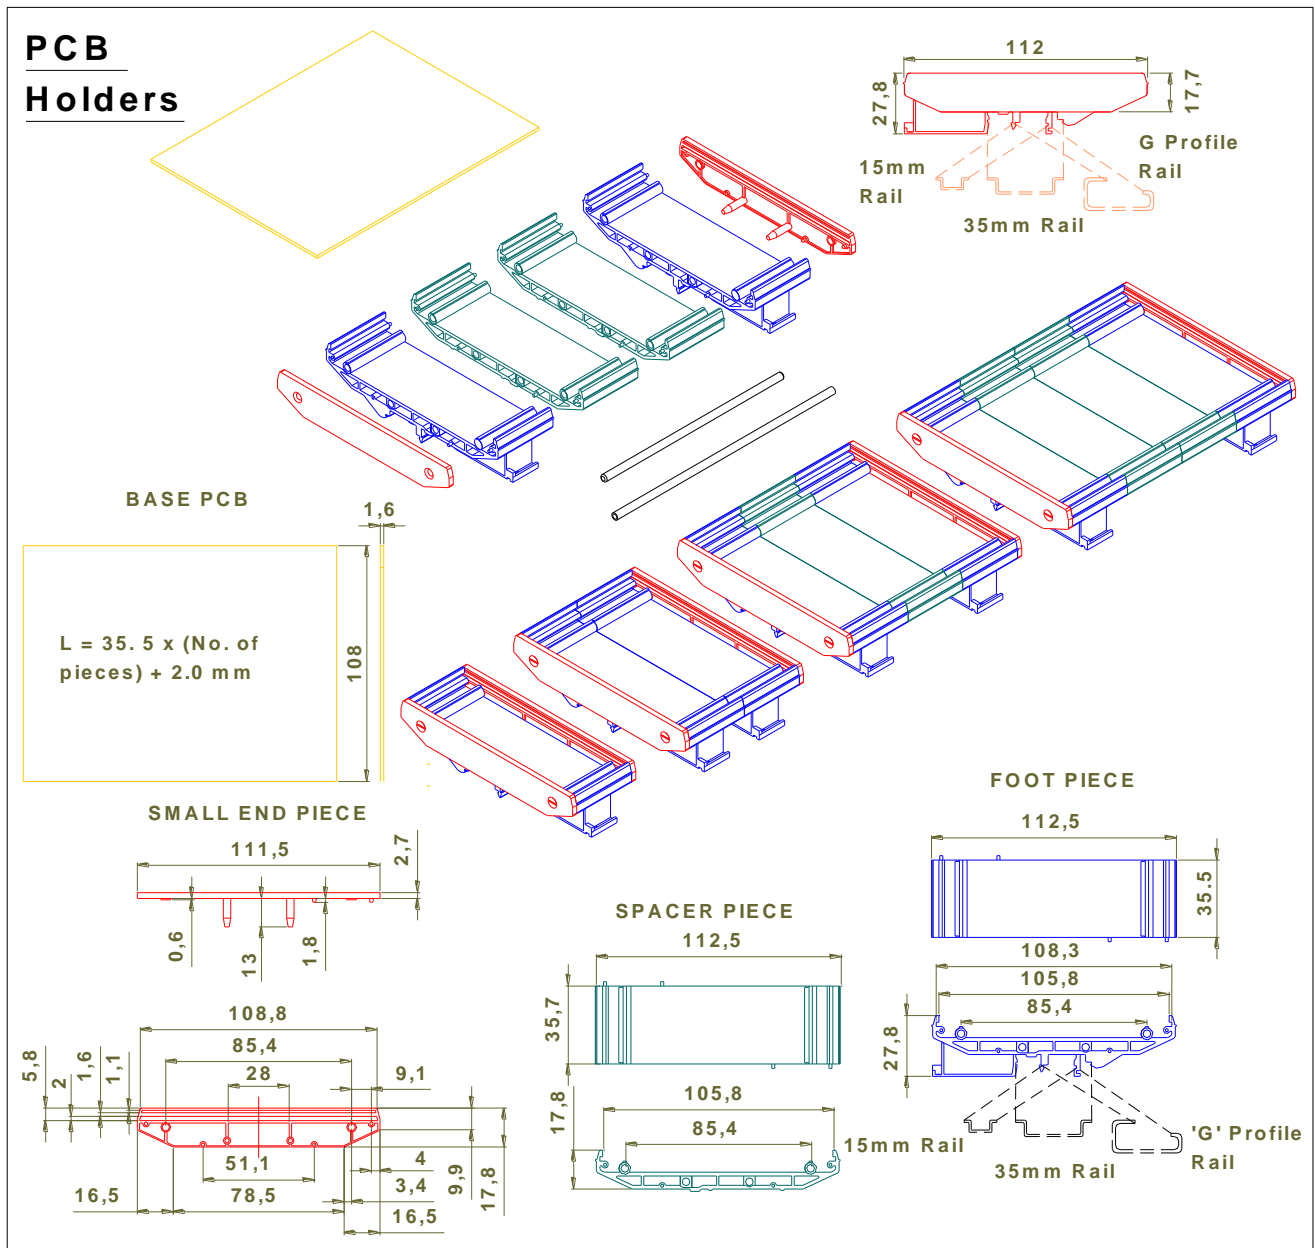 PCB
Holders
112
27,8
17,7
15mm
Rail
G Profile
Rail
35mm Rail
BASE PCB
1,6
L = 35. 5 x (No. of
pieces) + 2.0 mm
108
SMALL END PIECE
111,5
2,7
0,6
13
1,8
108,8
85,4
28
9,1
5,8
2
1,6
1,1
51,1
78,5
16,5
4
3,4
16,5
9,9
17,8
SPACER PIECE
112,5
35,7
17,8
105,8
85,4
FOOT PIECE
112,5
35.5
108,3
105,8
85,4
27,8
15mm Rail
35mm Rail
'G' Profile
Rail